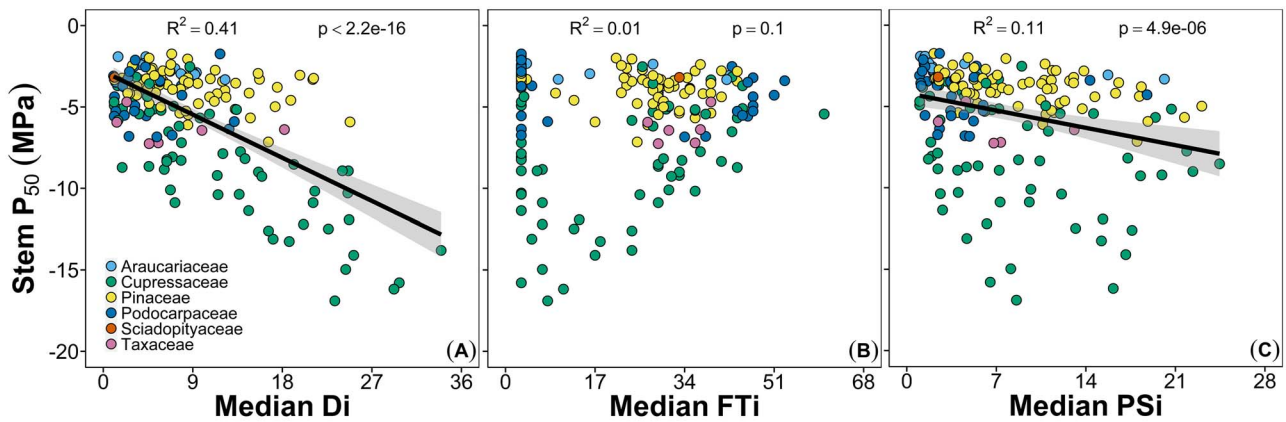 R² = 0.41 p < 2.2e-16
R² = 0.01 p = 0.1
R² = 0.11 p = 4.9e-06
Stem P₅₀ (MPa)
0
-5
-10
-15
-20
Araucariaceae
Cupressaceae
Pinaceae
Podocarpaceae
Sciadopityaceae
Taxaceae
(A)
(B)
(C)
0 9 18 27 36
0 17 34 51 68
0 7 14 21 28
Median Di
Median FTi
Median PSi